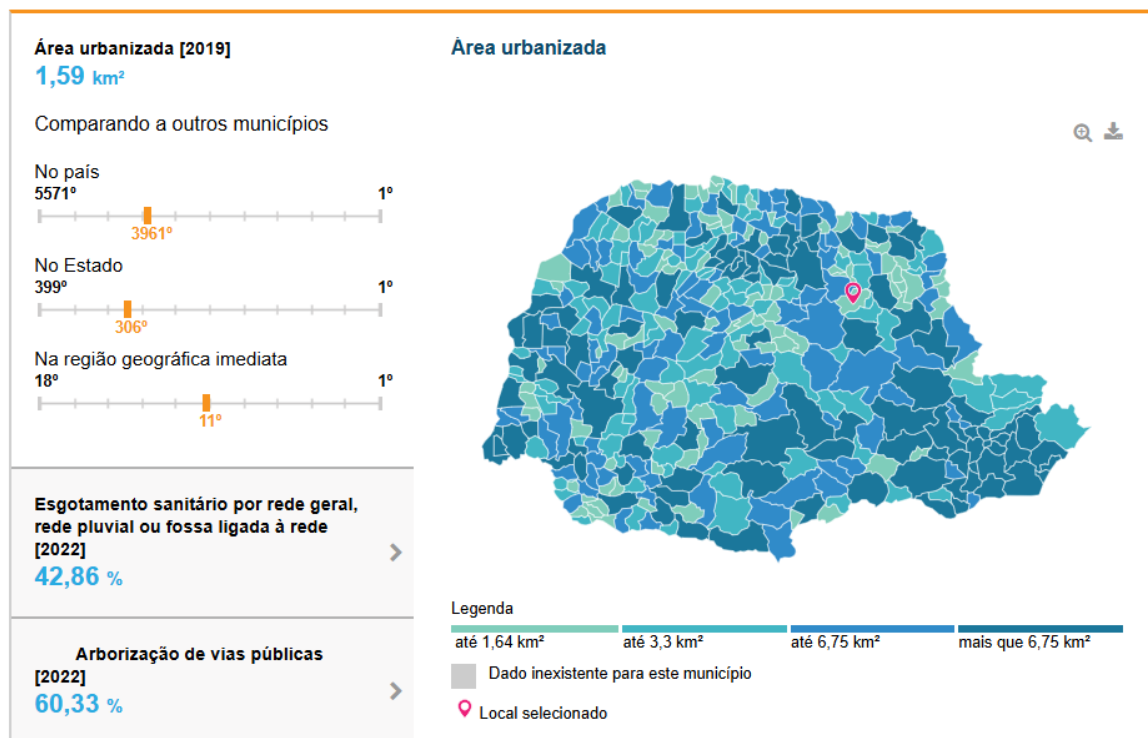 Área urbanizada [2019]
1,59 km²
Comparando a outros municípios
No país
5571º 1º
3961º
No Estado
399º 1º
306º
Na região geográfica imediata
18º 1º
11º
Esgotamento sanitário por rede geral,
rede pluvial ou fossa ligada à rede
[2022]
42,86 %
Arborização de vias públicas
[2022]
60,33 %
Área urbanizada
Legenda
até 1,64 km² até 3,3 km² até 6,75 km² mais que 6,75 km²
Dado inexistente para este município
Local selecionado